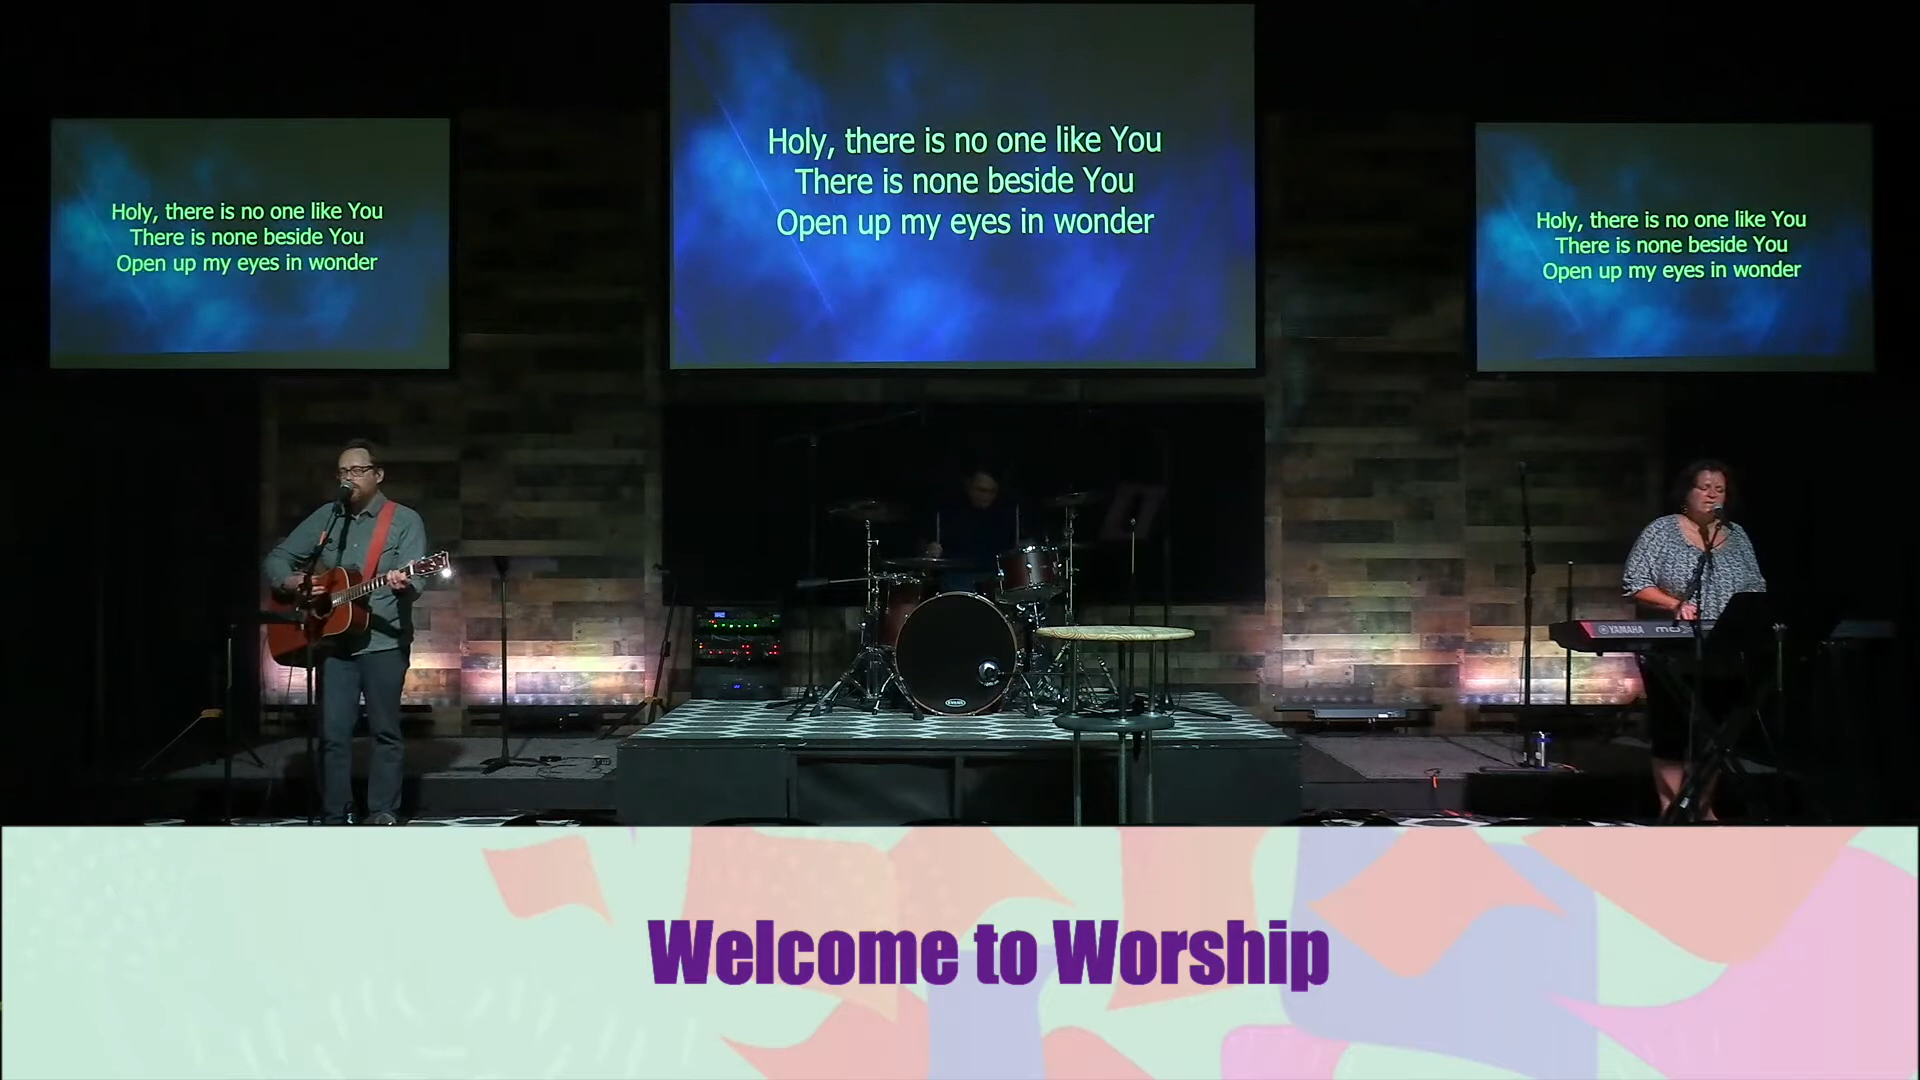 Holy, there is no one like You
There is none beside You
Open up my eyes in wonder
Holy, there is no one like You
There is none beside You
Open up my eyes in wonder
Holy, there is no one like You
There is none beside You
Open up my eyes in wonder
YAMAHA
EVANS
Welcome to Worship